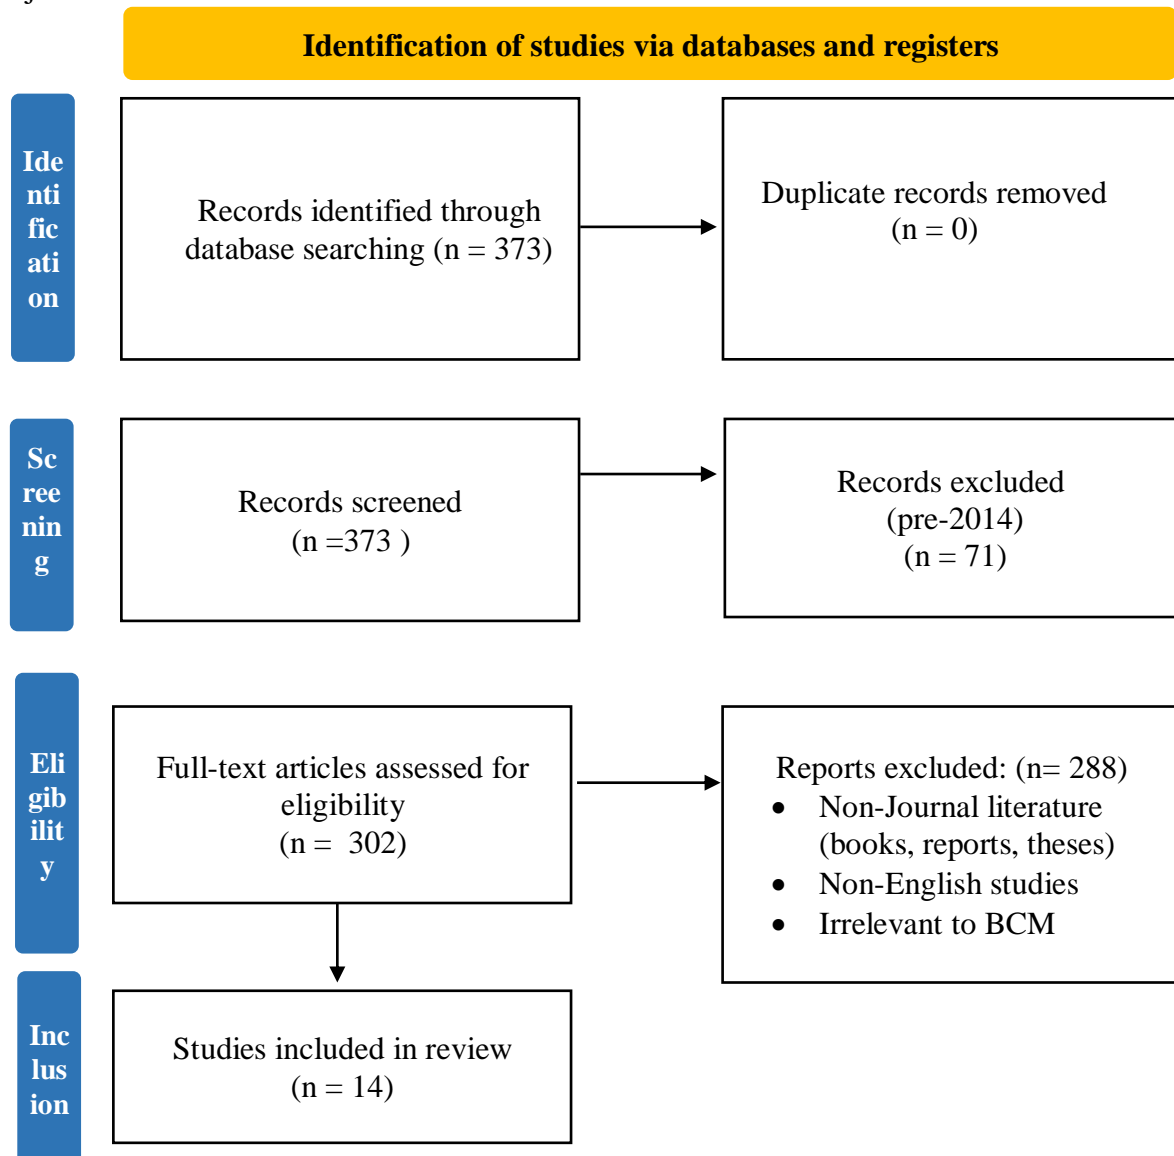 Identification of studies via databases and registers
Ide
nti
fic
ati
on
Records identified through
database searching (n = 373)
Duplicate records removed
(n = 0)
Sc
ree
nin
g
Records screened
(n =373 )
Records excluded
(pre-2014)
(n = 71)
Eli
gib
ilit
y
Full-text articles assessed for
eligibility
(n =  302)
Reports excluded: (n= 288)
• Non-Journal literature
(books, reports, theses)
• Non-English studies
• Irrelevant to BCM
Inc
lus
ion
Studies included in review
(n = 14)